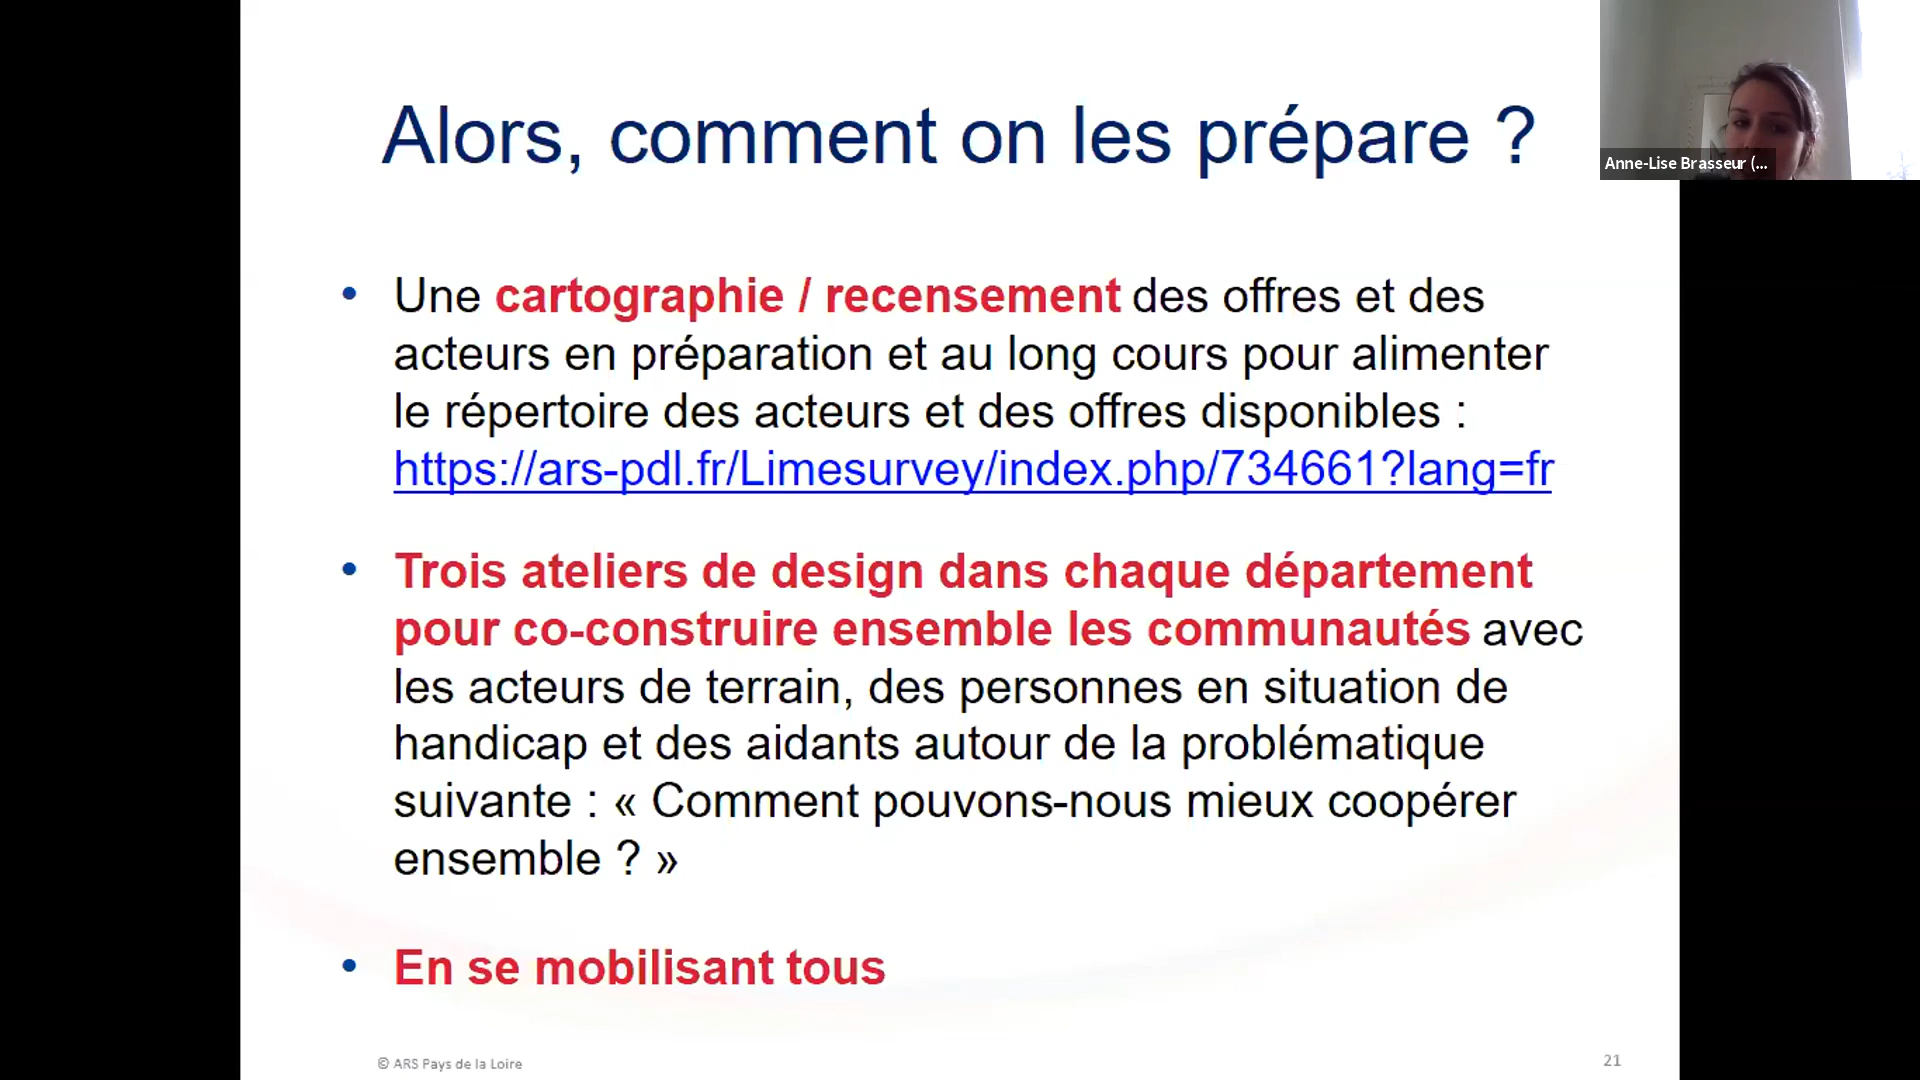 Alors, comment on les prépare ?
Anne-Lise Brasseur (...
• Une cartographie / recensement des offres et des
acteurs en préparation et au long cours pour alimenter
le répertoire des acteurs et des offres disponibles :
https://ars-pdl.fr/Limesurvey/index.php/734661?lang=fr
• Trois ateliers de design dans chaque département
pour co-construire ensemble les communautés avec
les acteurs de terrain, des personnes en situation de
handicap et des aidants autour de la problématique
suivante : « Comment pouvons-nous mieux coopérer
ensemble ? »
• En se mobilisant tous
© ARS Pays de la Loire
21